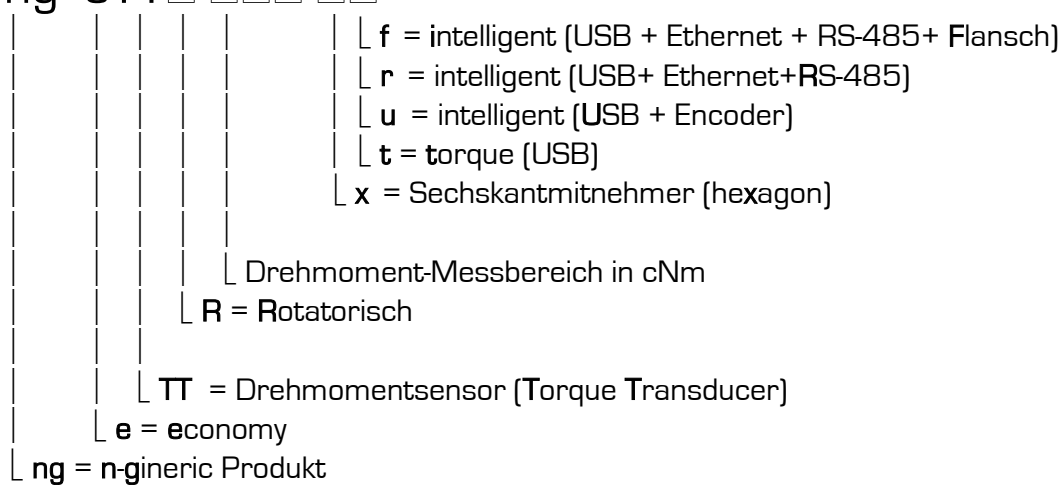 ng eTT
f = intelligent (USB + Ethernet + RS-485+ Flansch)
r = intelligent (USB+ Ethernet+RS-485)
u = intelligent (USB + Encoder)
t = torque (USB)
x = Sechskantmitnehmer (hexagon)
Drehmoment-Messbereich in cNm
R = Rotatorisch
TT = Drehmomentsensor (Torque Transducer)
e = economy
ng = n-gineric Produkt